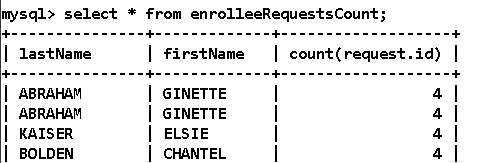 mysql> select * from enrolleeRequestsCount;
+---------------+-------------+-------------------+
| lastName | firstName | count(request.id) |
+---------------+-------------+-------------------+
| ABRAHAM | GINETTE | 4 |
| ABRAHAM | GINETTE | 4 |
| KAISER | ELSIE | 4 |
| BOLDEN | CHANTEL | 4 |